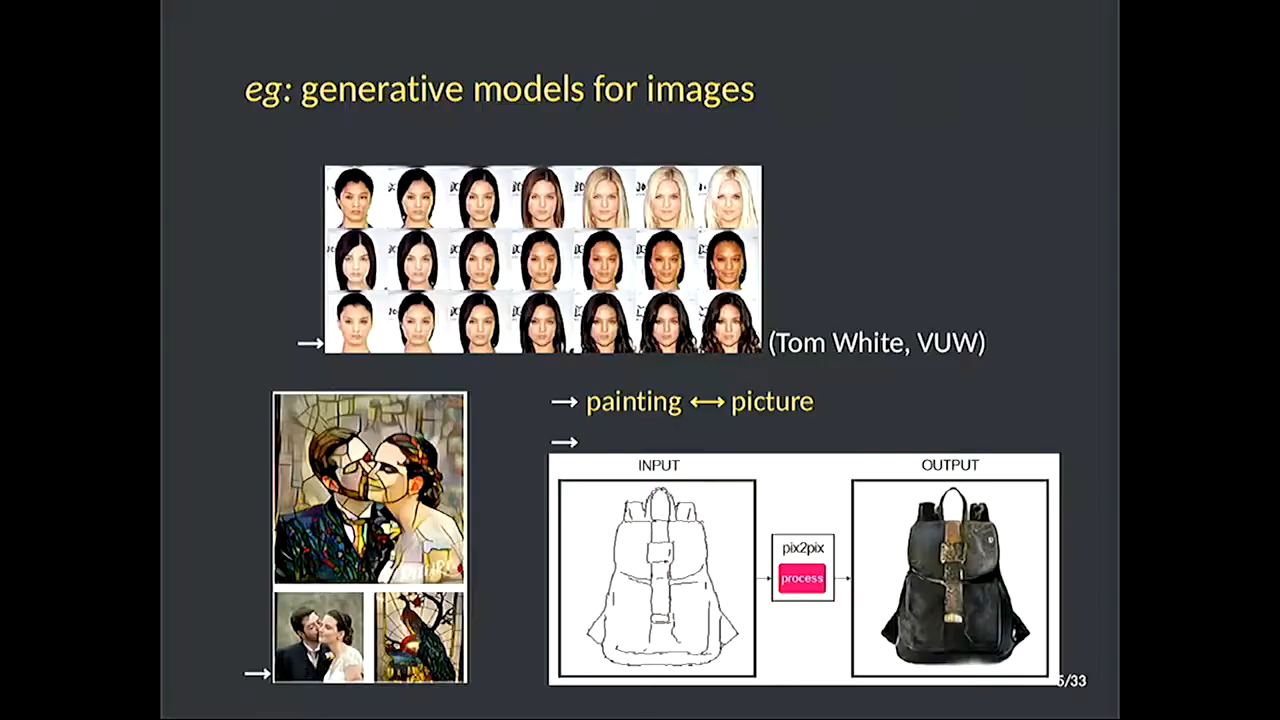 eg: generative models for images
→ (Tom White, VUW)
→ painting ⟷ picture
→
INPUT
OUTPUT
pix2pix
process
→
5/33